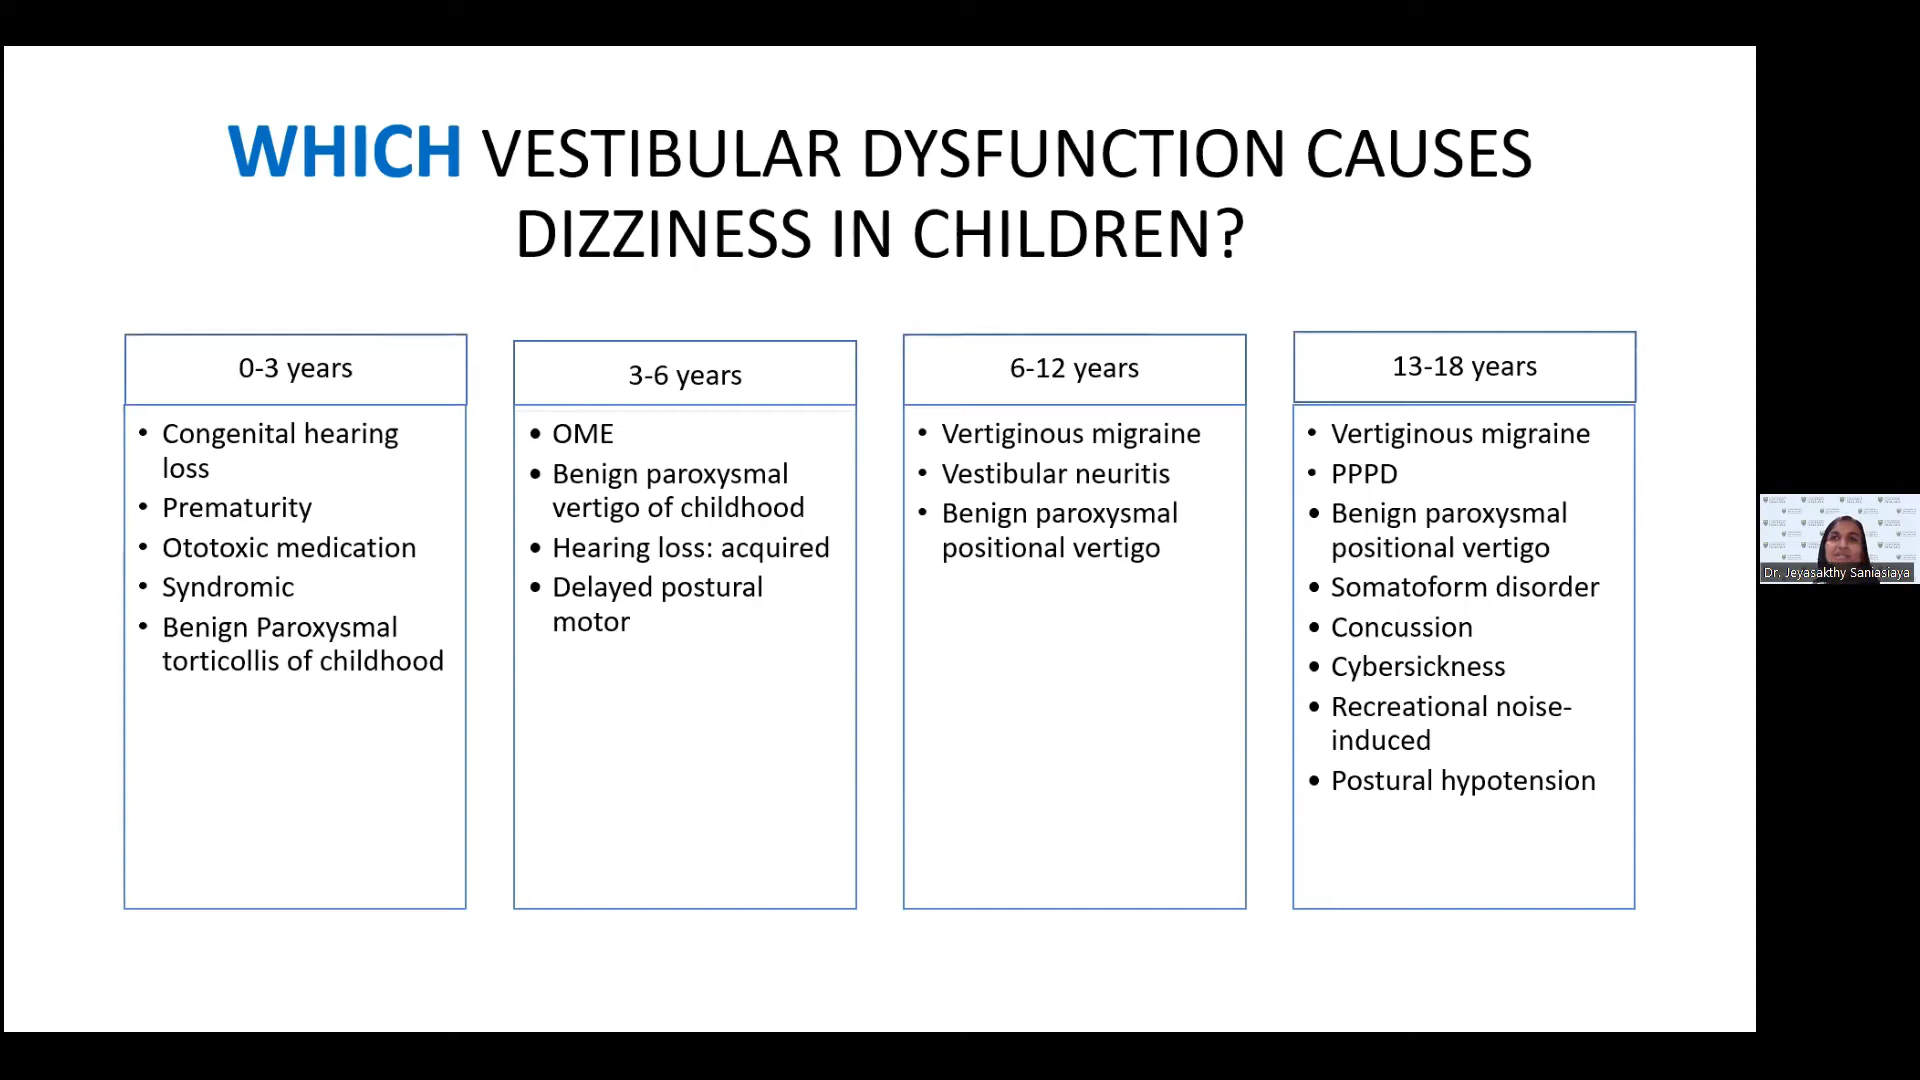 WHICH VESTIBULAR DYSFUNCTION CAUSES
DIZZINESS IN CHILDREN?
0-3 years
• Congenital hearing
loss
• Prematurity
• Ototoxic medication
• Syndromic
• Benign Paroxysmal
torticollis of childhood
3-6 years
• OME
• Benign paroxysmal
vertigo of childhood
• Hearing loss: acquired
• Delayed postural
motor
6-12 years
• Vertiginous migraine
• Vestibular neuritis
• Benign paroxysmal
positional vertigo
13-18 years
• Vertiginous migraine
• PPPD
• Benign paroxysmal
positional vertigo
• Somatoform disorder
• Concussion
• Cybersickness
• Recreational noise-
induced
• Postural hypotension
Dr. Jeyasakthy Saniasiaya